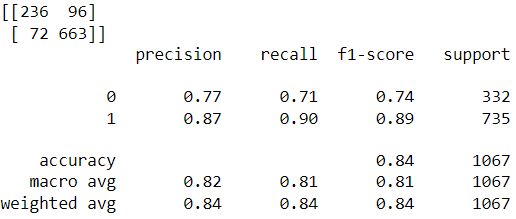 [[236  96]
 [ 72 663]]
              precision    recall  f1-score   support

           0       0.77      0.71      0.74       332
           1       0.87      0.90      0.89       735

    accuracy                           0.84      1067
   macro avg       0.82      0.81      0.81      1067
weighted avg       0.84      0.84      0.84      1067